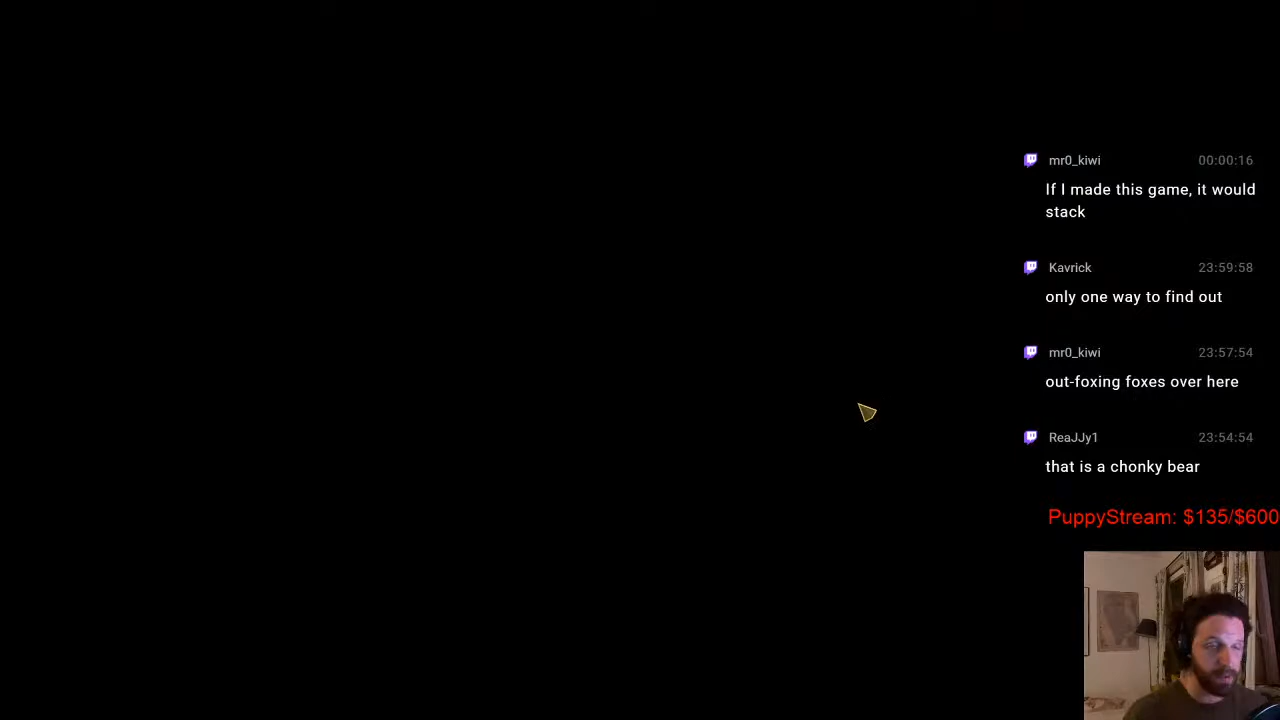 mr0_kiwi 00:00:16
If I made this game, it would
stack
Kavrick 23:59:58
only one way to find out
mr0_kiwi 23:57:54
out-foxing foxes over here
ReaJJy1 23:54:54
that is a chonky bear
PuppyStream: $135/$600